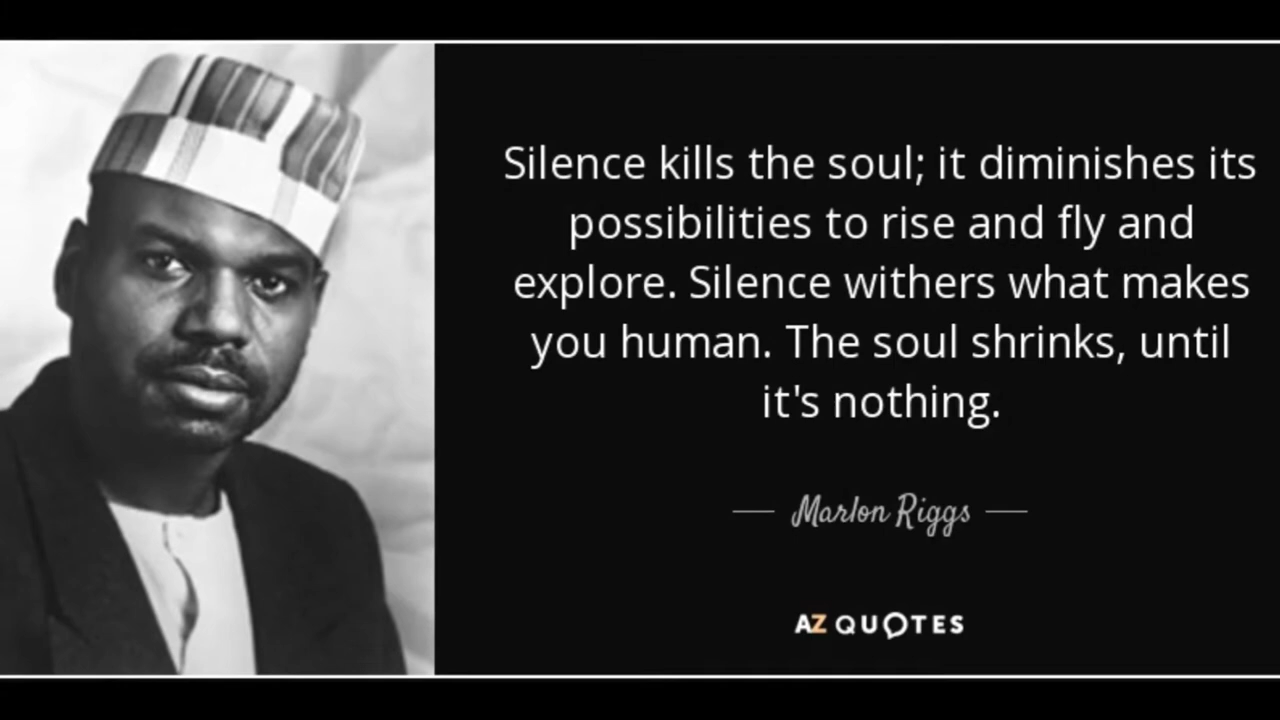 Silence kills the soul; it diminishes its
possibilities to rise and fly and
explore. Silence withers what makes
you human. The soul shrinks, until
it's nothing.
Marlon Riggs
AZ QUOTES